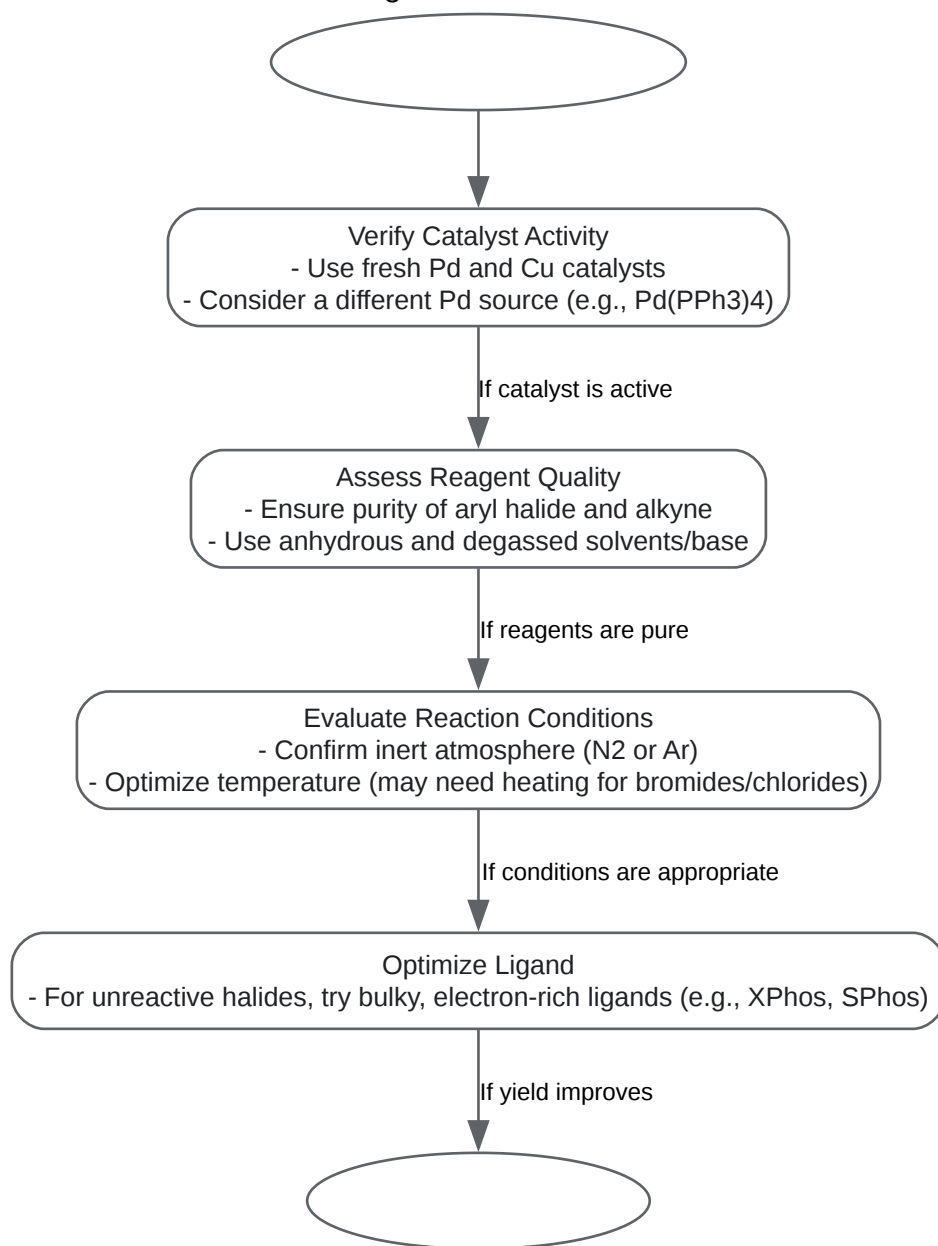 Verify Catalyst Activity
- Use fresh Pd and Cu catalysts
- Consider a different Pd source (e.g., Pd(PPh3)4)
If catalyst is active
Assess Reagent Quality
- Ensure purity of aryl halide and alkyne
- Use anhydrous and degassed solvents/base
If reagents are pure
Evaluate Reaction Conditions
- Confirm inert atmosphere (N2 or Ar)
- Optimize temperature (may need heating for bromides/chlorides)
If conditions are appropriate
Optimize Ligand
- For unreactive halides, try bulky, electron-rich ligands (e.g., XPhos, SPhos)
If yield improves